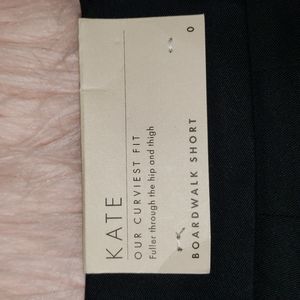 KATE
OUR CURVIEST FIT
Fuller through the hip and thigh
BOARDWALK SHORT
0